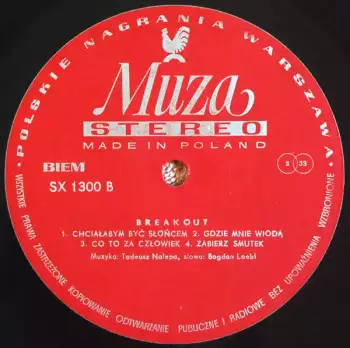 • POLSKIE NAGRANIA WARSZAWA •
Muza
STEREO
MADE IN POLAND
BIEM
SX 1300 B
S 33
BREAKOUT
1. CHCIAŁABYM BYĆ SŁOŃCEM 2. GDZIE MNIE WIODĄ
3. CO TO ZA CZŁOWIEK 4. ZABIERZ SMUTEK
Muzyka: Tadeusz Nalepa, słowa: Bogdan Loebl
WSZYSTKIE PRAWA ZASTRZEŻONE KOPIOWANIE ODTWARZANIE PUBLICZNE I RADIOWE BEZ UPOWAŻNIENIA WZBRONIONE